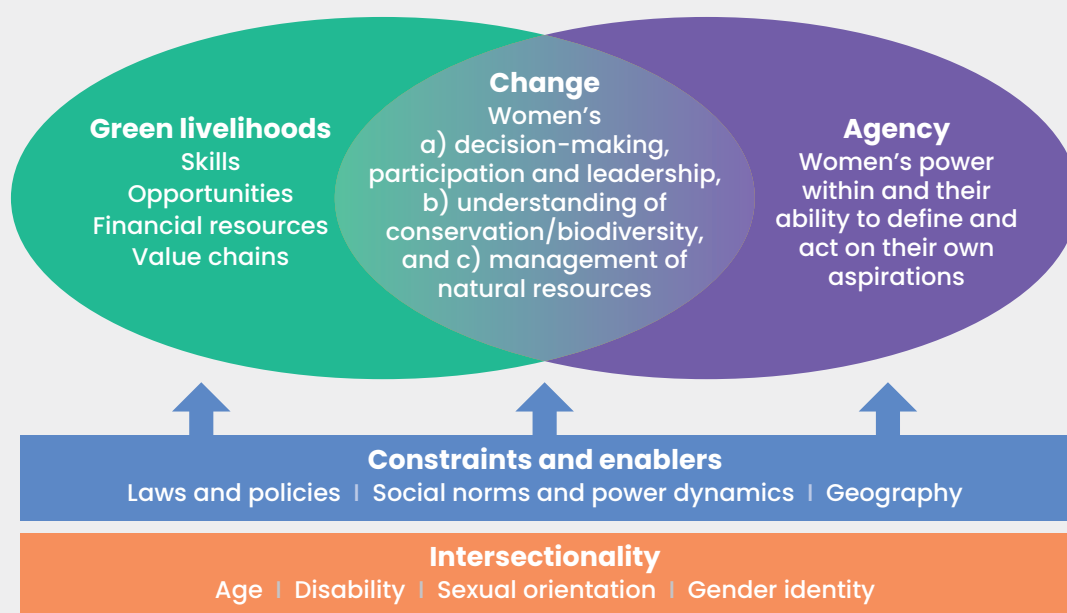 Green livelihoods
Skills
Opportunities
Financial resources
Value chains
Change
Women’s
a) decision-making,
participation and leadership,
b) understanding of
conservation/biodiversity,
and c) management of
natural resources
Agency
Women’s power
within and their
ability to define and
act on their own
aspirations
Constraints and enablers
Laws and policies | Social norms and power dynamics | Geography
Intersectionality
Age | Disability | Sexual orientation | Gender identity